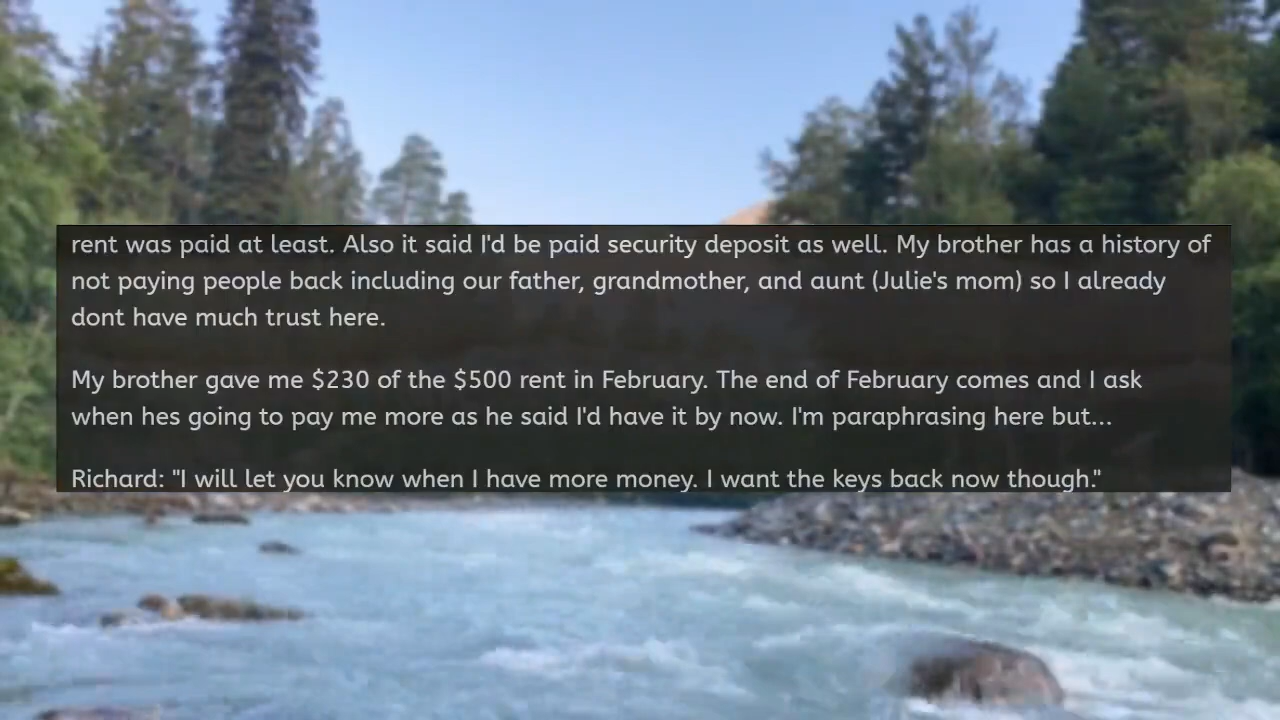 rent was paid at least. Also it said I'd be paid security deposit as well. My brother has a history of
not paying people back including our father, grandmother, and aunt (Julie's mom) so I already
dont have much trust here.
My brother gave me $230 of the $500 rent in February. The end of February comes and I ask
when hes going to pay me more as he said I'd have it by now. I'm paraphrasing here but...
Richard: "I will let you know when I have more money. I want the keys back now though."